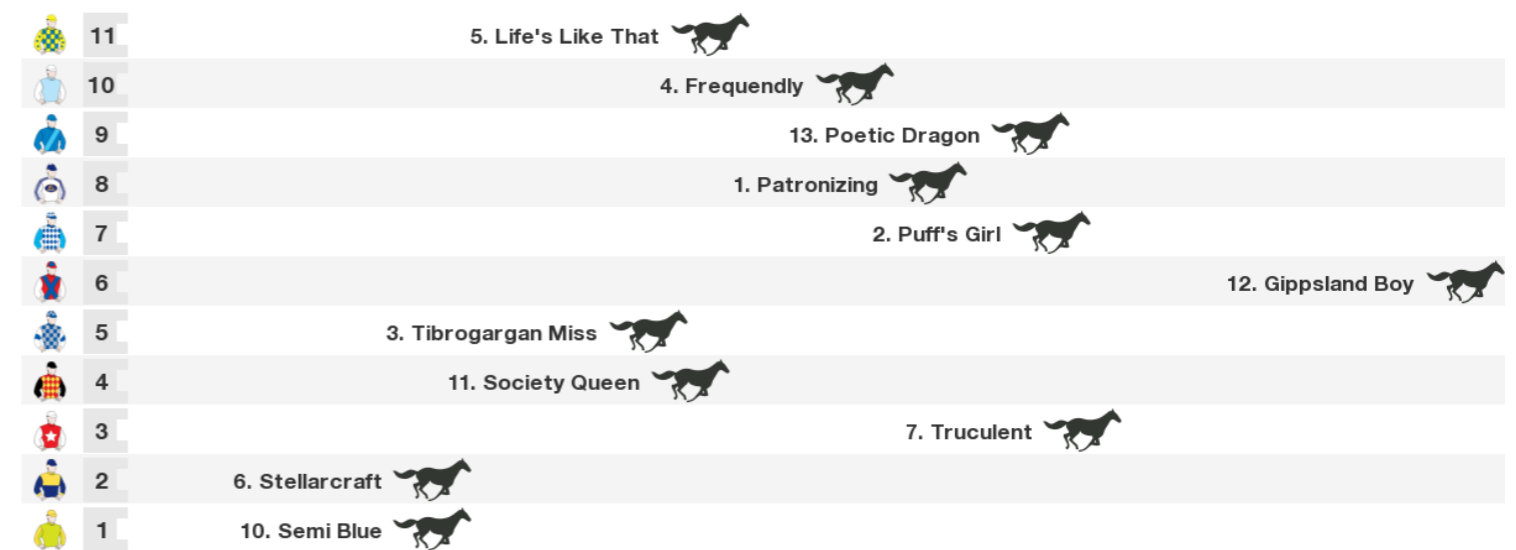 11 5. Life's Like That
10 4. Frequendly
9 13. Poetic Dragon
8 1. Patronizing
7 2. Puff's Girl
6 12. Gippsland Boy
5 3. Tibrogargan Miss
4 11. Society Queen
3 7. Truculent
2 6. Stellarcraft
1 10. Semi Blue